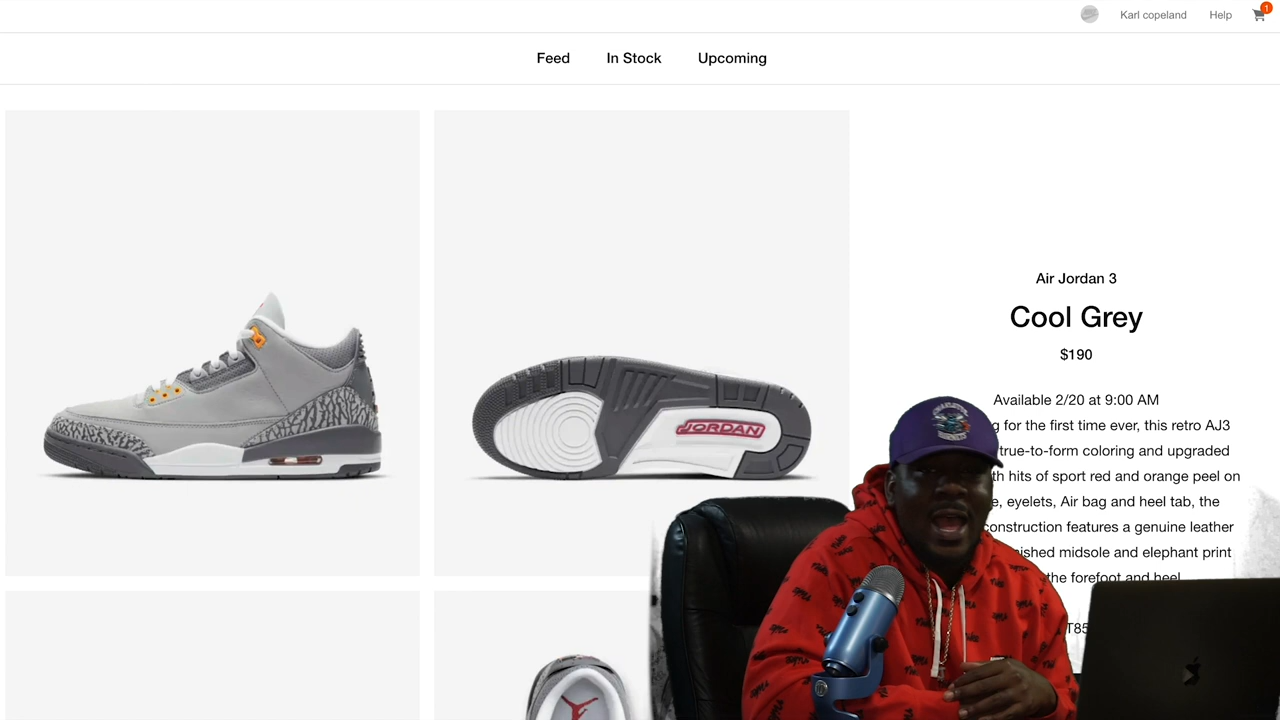 Karl copeland
Help
1
Feed
In Stock
Upcoming
JORDAN
Air Jordan 3
Cool Grey
$190
Available 2/20 at 9:00 AM
for the first time ever, this retro AJ3
true-to-form coloring and upgraded
hits of sport red and orange peel on
eyelets, Air bag and heel tab, the
construction features a genuine leather
midsole and elephant print
the forefoot and heel